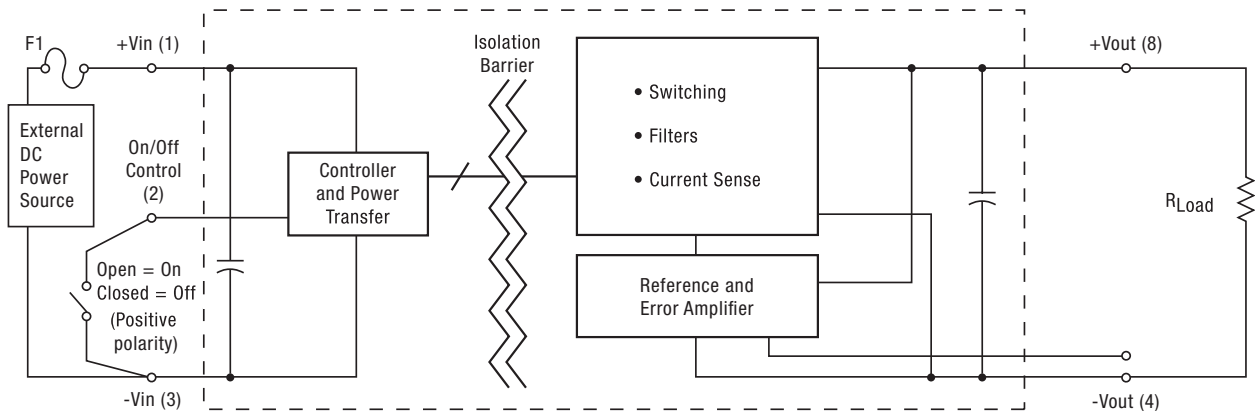 F1
+Vin (1)
Isolation
Barrier
+Vout (8)
External
DC
Power
Source
On/Off
Control
(2)
Controller
and Power
Transfer
• Switching
• Filters
• Current Sense
RLoad
Open = On
Closed = Off
(Positive
polarity)
Reference and
Error Amplifier
-Vin (3)
-Vout (4)